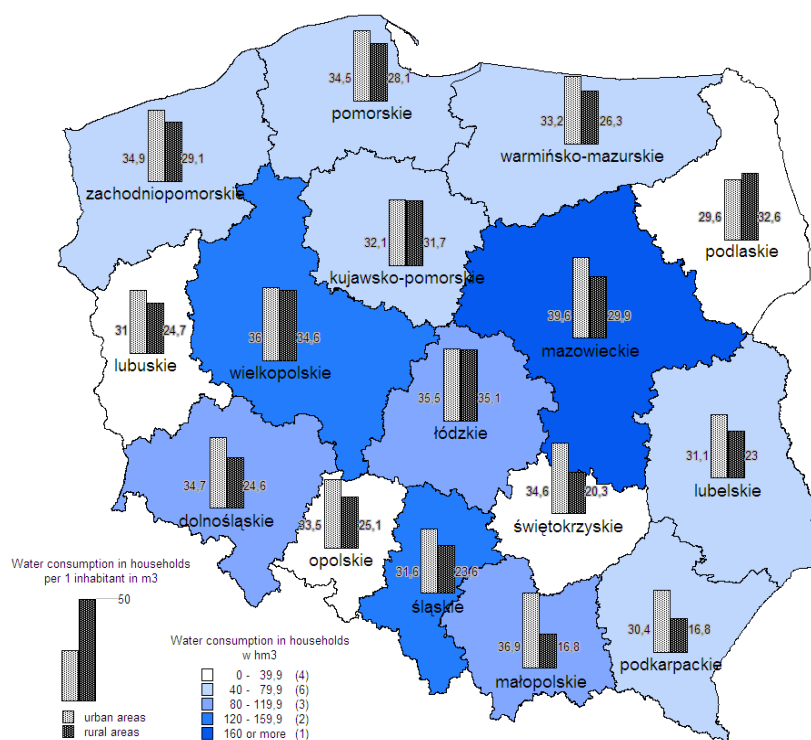 34,5 28,1
pomorskie
33,2 26,3
warmińsko-mazurskie
34,9 29,1
zachodniopomorskie
29,6 32,6
podlaskie
32,1 31,7
kujawsko-pomorskie
39,6 29,9
mazowieckie
31 24,7
lubuskie
36 34,6
wielkopolskie
35,5 35,1
łódzkie
31,1 23
lubelskie
34,7 24,6
dolnośląskie
34,6 20,3
świętokrzyskie
33,5 25,1
opolskie
31,6 23,6
śląskie
36,9 16,8
małopolskie
30,4 16,8
podkarpackie
Water consumption in households
per 1 inhabitant in m3
50
urban areas
rural areas
Water consumption in households
w hm3
0 - 39,9 (4)
40 - 79,9 (6)
80 - 119,9 (3)
120 - 159,9 (2)
160 or more (1)